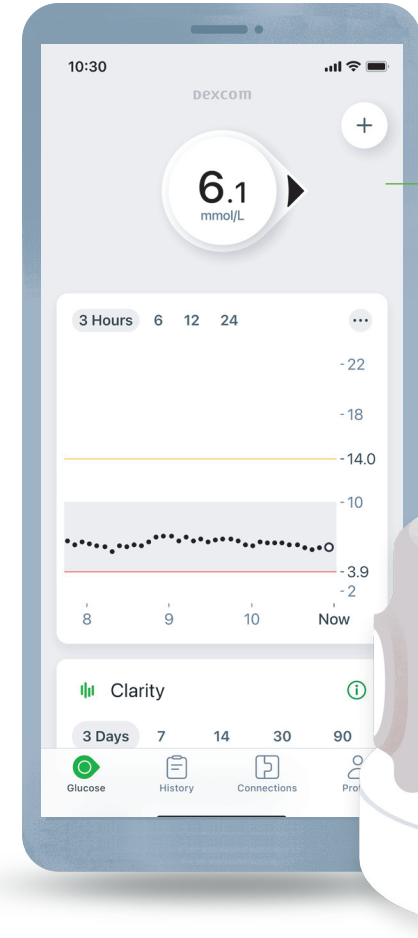 10:30
Dexcom
6.1
mmol/L
3 Hours 6 12 24
22
18
14.0
10
3.9
2
8 9 10 Now
Clarity
3 Days 7 14 30 90
Glucose History Connections